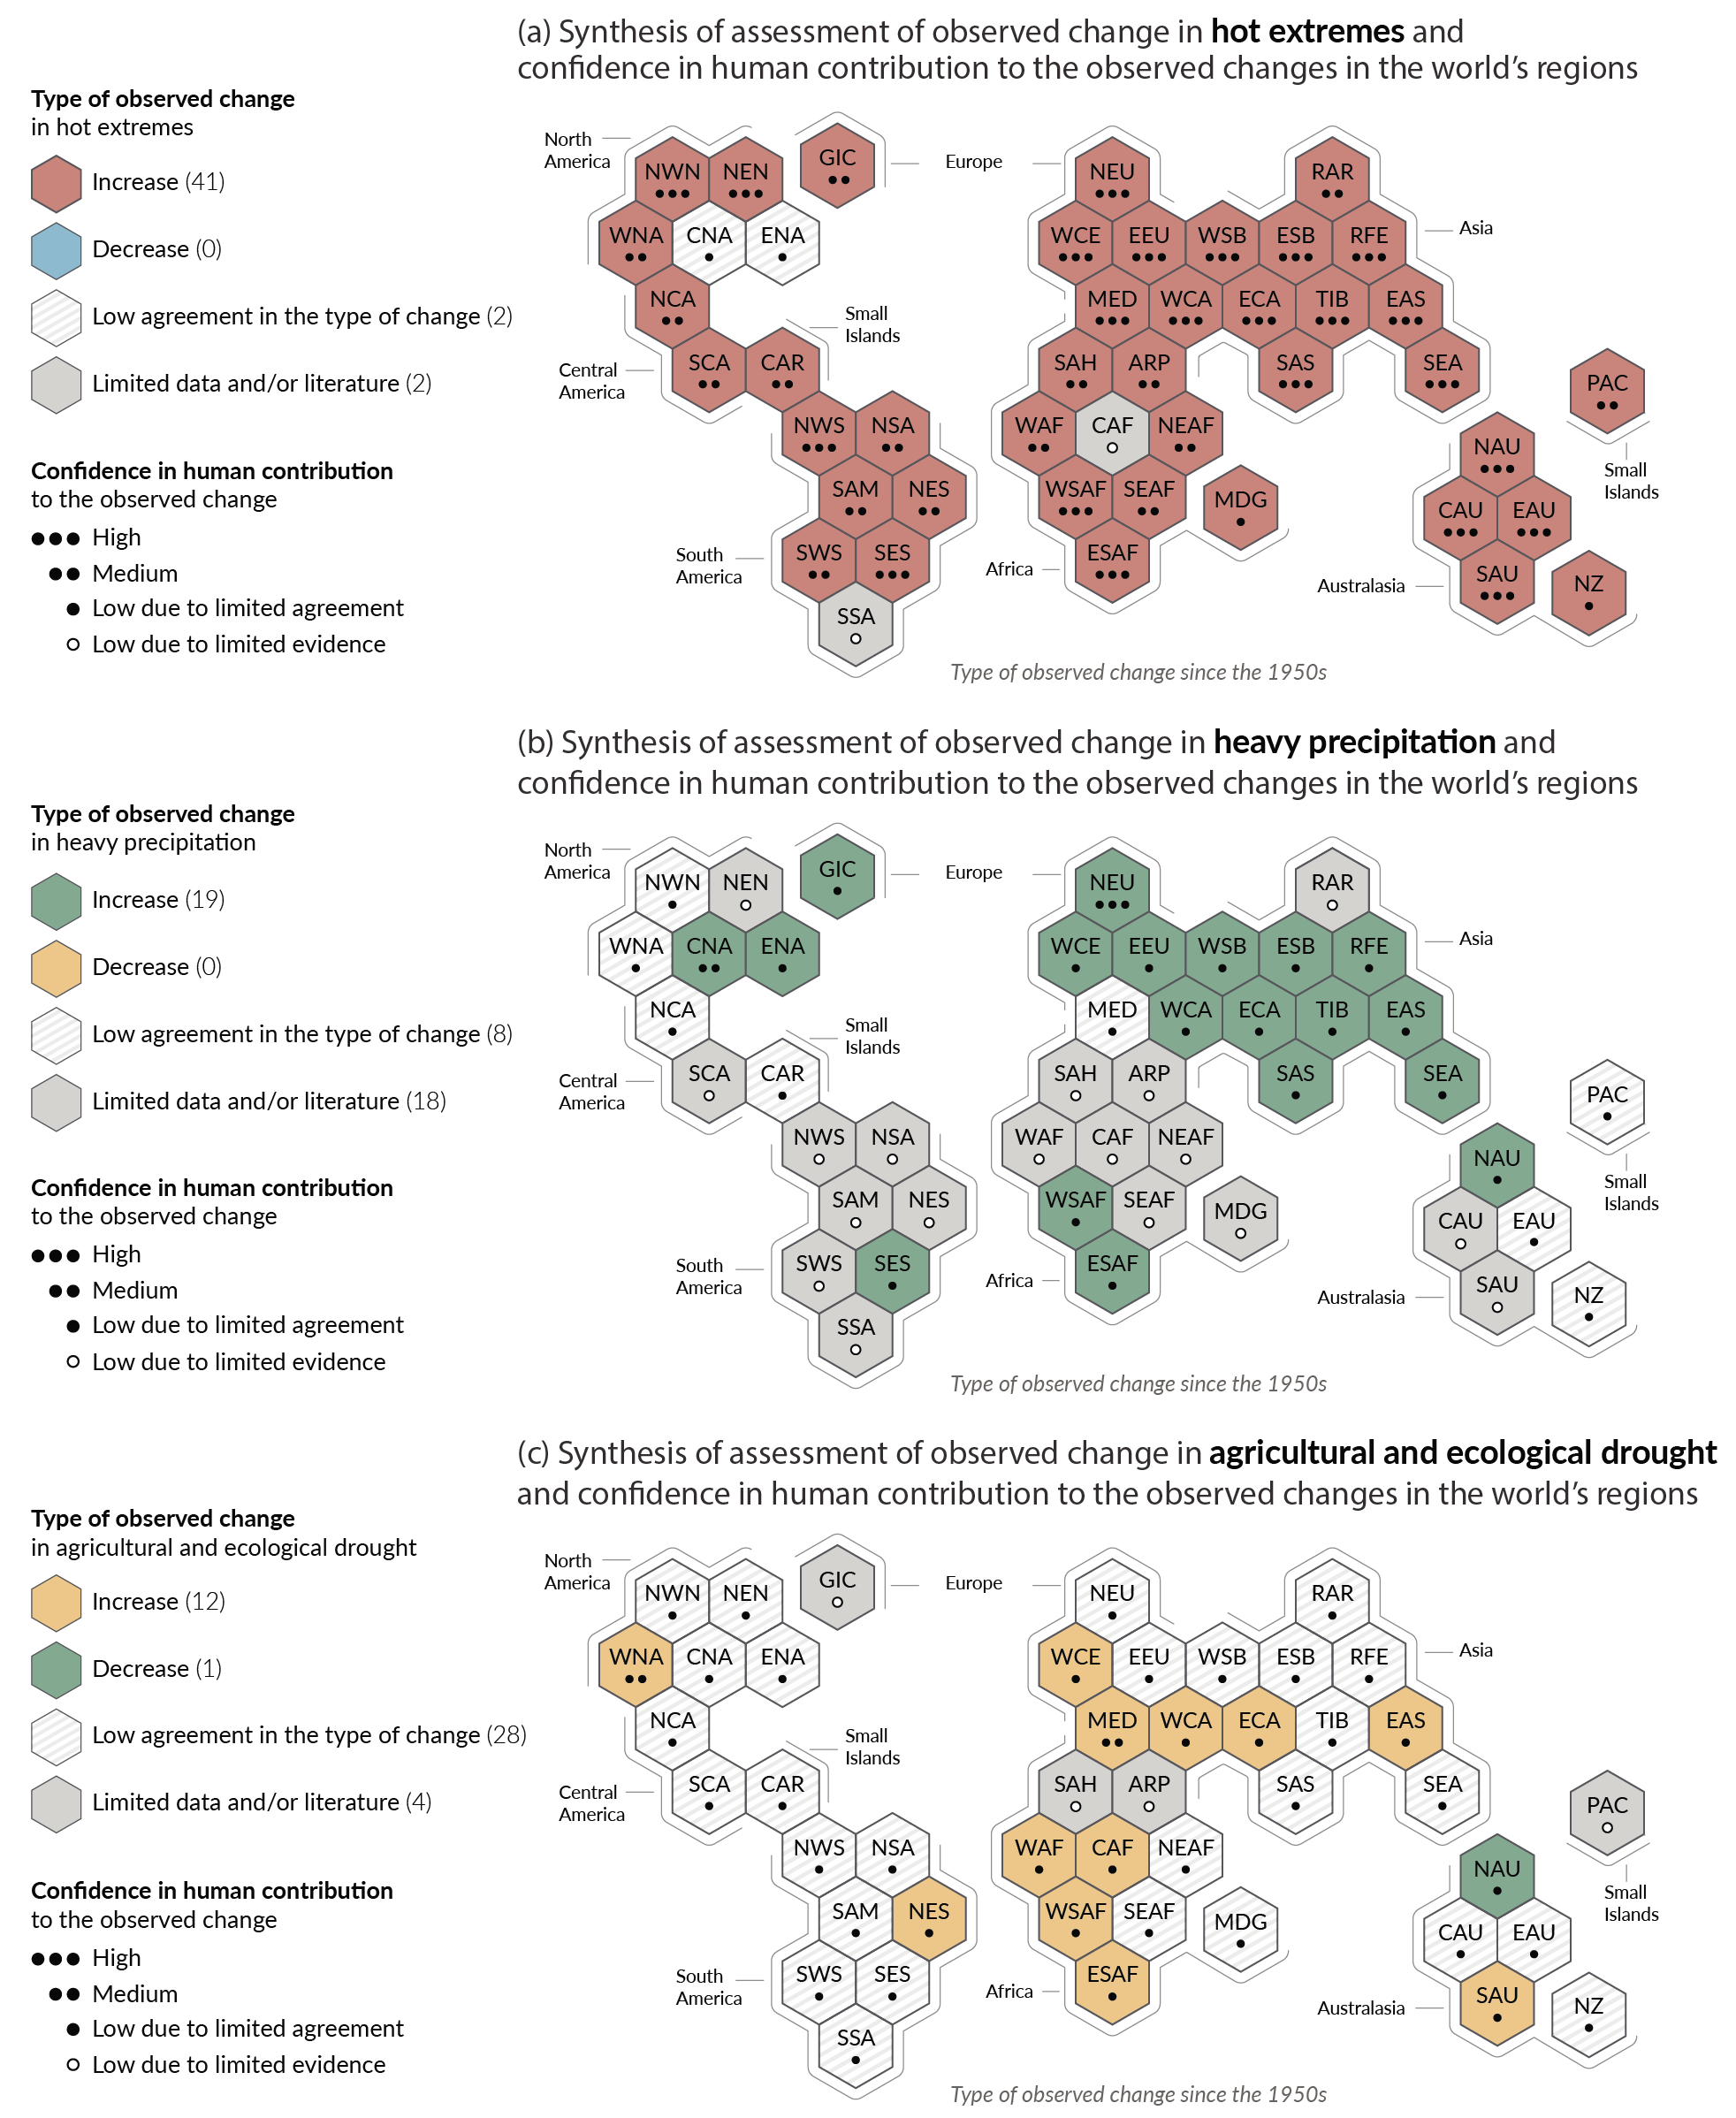 (a) Synthesis of assessment of observed change in hot extremes and
confidence in human contribution to the observed changes in the world’s regions
Type of observed change
in hot extremes
Increase (41)
Decrease (0)
Low agreement in the type of change (2)
Limited data and/or literature (2)
Confidence in human contribution
to the observed change
High
Medium
Low due to limited agreement
Low due to limited evidence
North
America
GIC
Europe
NWN NEN
NEU
RAR
WNA CNA ENA
WCE EEU WSB ESB RFE
Asia
NCA
MED WCA ECA TIB EAS
Small
Islands
Central
America
SCA CAR
SAH ARP
SAS
SEA
PAC
NWS NSA
WAF CAF NEAF
NAU
Small
Islands
SAM NES
WSAF SEAF
MDG
CAU EAU
South
America
SWS SES
Africa
ESAF
Australasia
SAU
NZ
SSA
Type of observed change since the 1950s
(b) Synthesis of assessment of observed change in heavy precipitation and
confidence in human contribution to the observed changes in the world’s regions
Type of observed change
in heavy precipitation
Increase (19)
Decrease (0)
Low agreement in the type of change (8)
Limited data and/or literature (18)
Confidence in human contribution
to the observed change
High
Medium
Low due to limited agreement
Low due to limited evidence
North
America
GIC
Europe
NWN NEN
NEU
RAR
WNA CNA ENA
WCE EEU WSB ESB RFE
Asia
NCA
MED WCA ECA TIB EAS
Small
Islands
Central
America
SCA CAR
SAH ARP
SAS
SEA
PAC
NWS NSA
WAF CAF NEAF
NAU
Small
Islands
SAM NES
WSAF SEAF
MDG
CAU EAU
South
America
SWS SES
Africa
ESAF
Australasia
SAU
NZ
SSA
Type of observed change since the 1950s
(c) Synthesis of assessment of observed change in agricultural and ecological drought
and confidence in human contribution to the observed changes in the world’s regions
Type of observed change
in agricultural and ecological drought
Increase (12)
Decrease (1)
Low agreement in the type of change (28)
Limited data and/or literature (4)
Confidence in human contribution
to the observed change
High
Medium
Low due to limited agreement
Low due to limited evidence
North
America
GIC
Europe
NWN NEN
NEU
RAR
WNA CNA ENA
WCE EEU WSB ESB RFE
Asia
NCA
MED WCA ECA TIB EAS
Small
Islands
Central
America
SCA CAR
SAH ARP
SAS
SEA
PAC
NWS NSA
WAF CAF NEAF
NAU
Small
Islands
SAM NES
WSAF SEAF
MDG
CAU EAU
South
America
SWS SES
Africa
ESAF
Australasia
SAU
NZ
SSA
Type of observed change since the 1950s